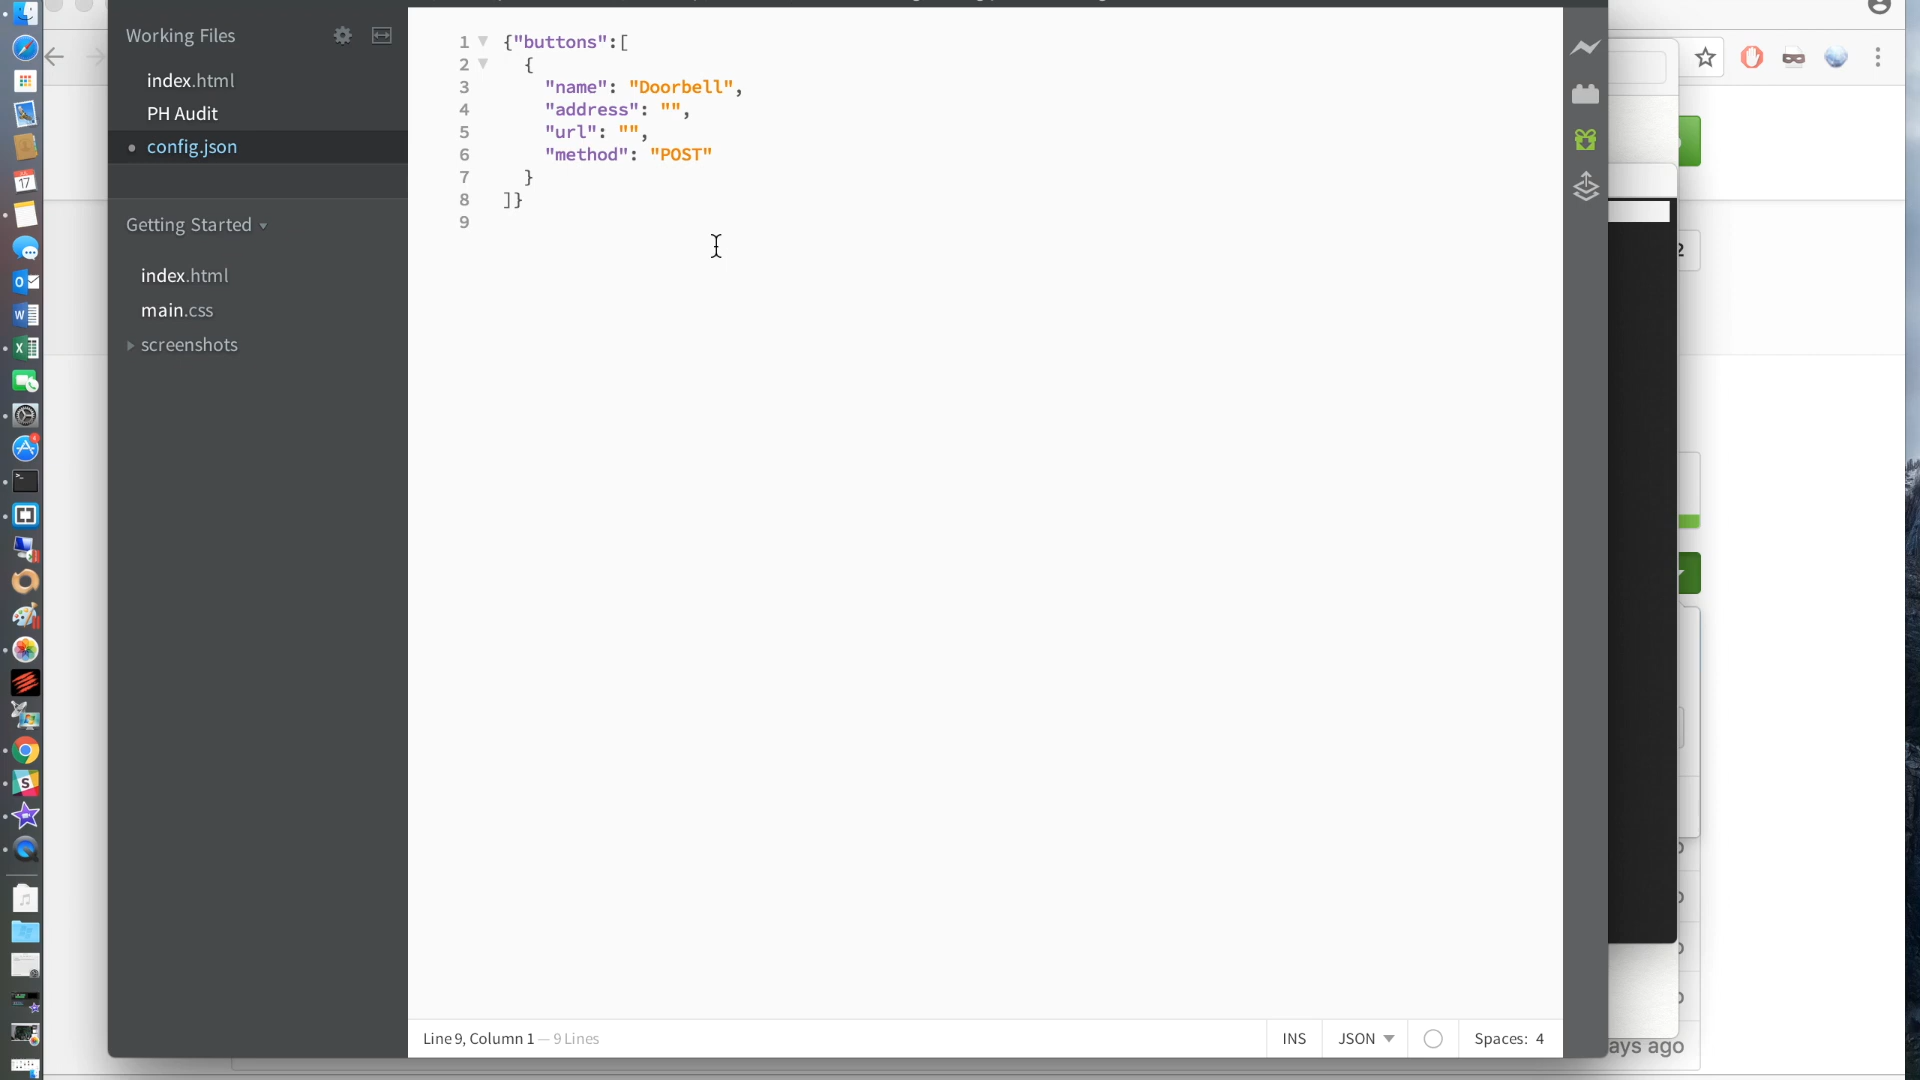 Working Files
index.html
PH Audit
config.json
Getting Started
index.html
main.css
screenshots
1 {"buttons":[
2 {
3 "name": "Doorbell",
4 "address": "",
5 "url": "",
6 "method": "POST"
7 }
8 ]}
9
Line 9, Column 1 — 9 Lines
INS
JSON
Spaces: 4
2
ays ago
17